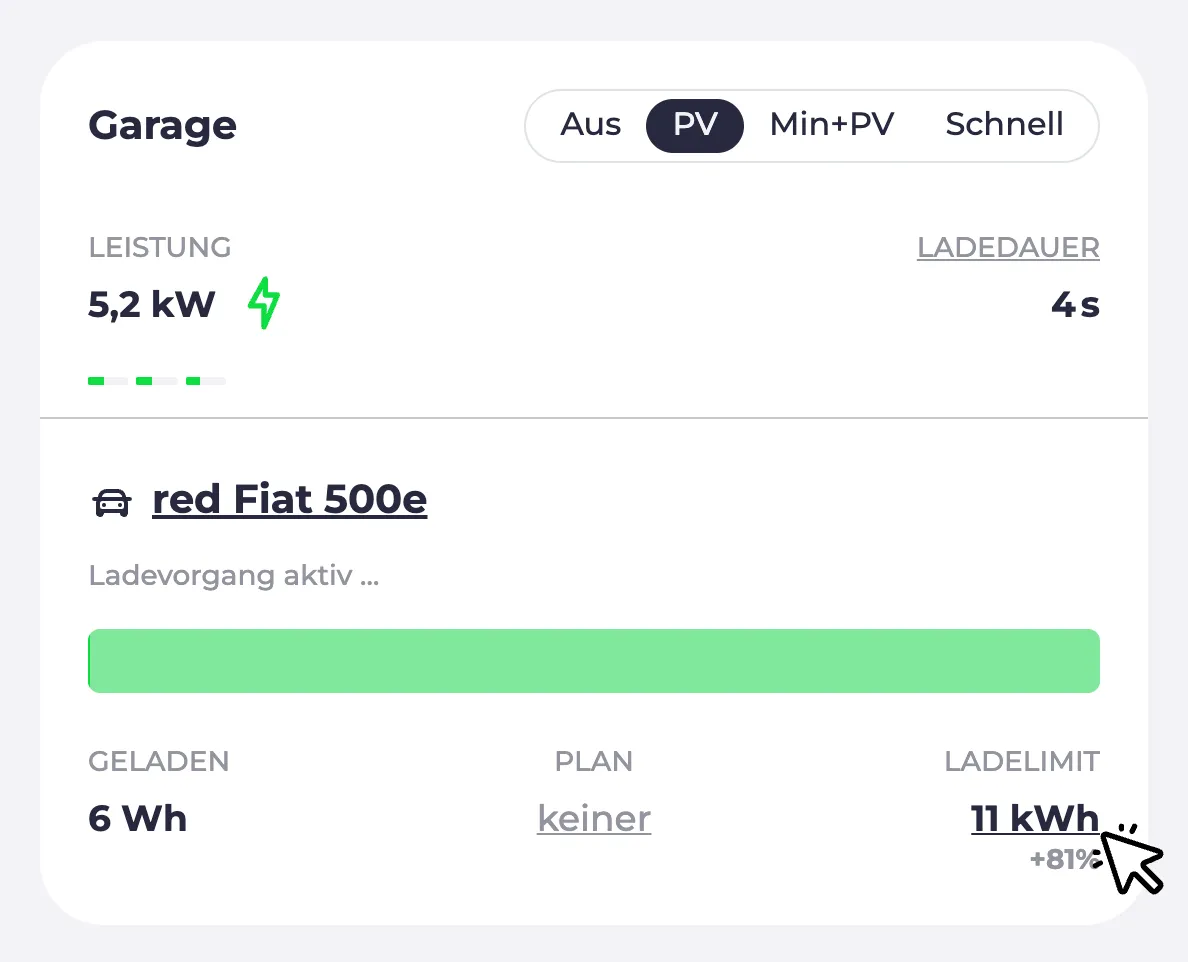 Garage
Aus PV Min+PV Schnell
LEISTUNG
LADEDAUER
5,2 kW
4 s
red Fiat 500e
Ladevorgang aktiv ...
GELADEN
PLAN
LADELIMIT
6 Wh
keiner
11 kWh
+81%